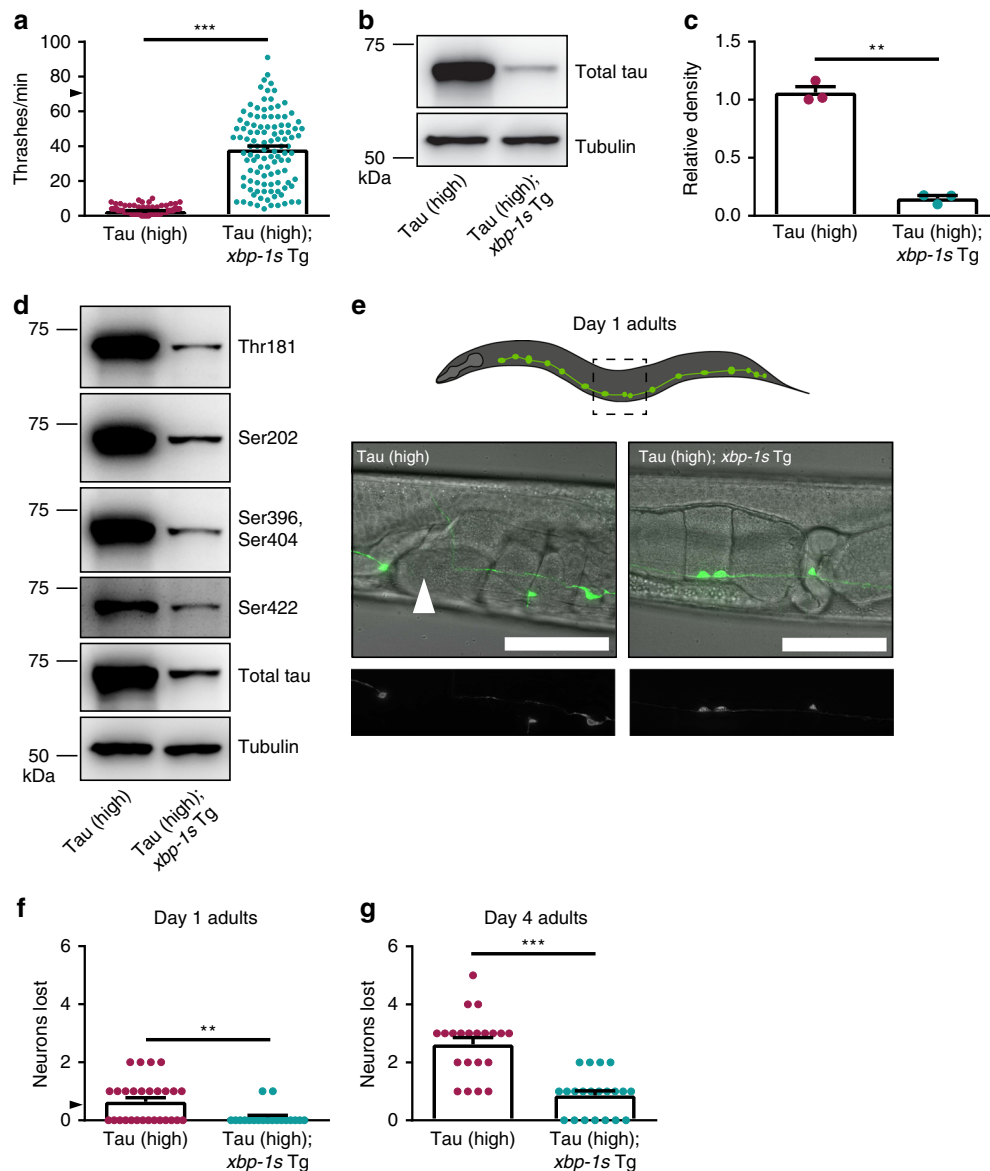 a
***
100
80
60
40
20
0
Thrashes/min
Tau (high)
Tau (high);
xbp-1s Tg
b
75
50
kDa
Total tau
Tubulin
Tau (high)
Tau (high);
xbp-1s Tg
c
**
1.5
1.0
0.5
0.0
Relative density
Tau (high)
Tau (high);
xbp-1s Tg
d
75
Thr181
75
Ser202
75
Ser396,
Ser404
Ser422
75
Total tau
50
kDa
Tubulin
Tau (high)
Tau (high);
xbp-1s Tg
e
Day 1 adults
Tau (high)
Tau (high); xbp-1s Tg
f
Day 1 adults
**
6
4
2
0
Neurons lost
Tau (high)
Tau (high);
xbp-1s Tg
g
Day 4 adults
***
6
4
2
0
Neurons lost
Tau (high)
Tau (high);
xbp-1s Tg